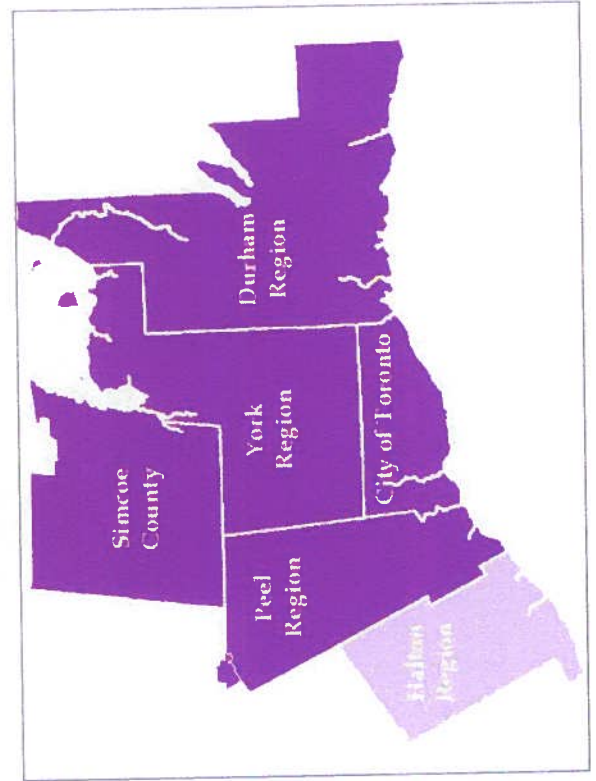 Simcoe
County
Durham
Region
York
Region
City of Toronto
Peel
Region
Halton
Region